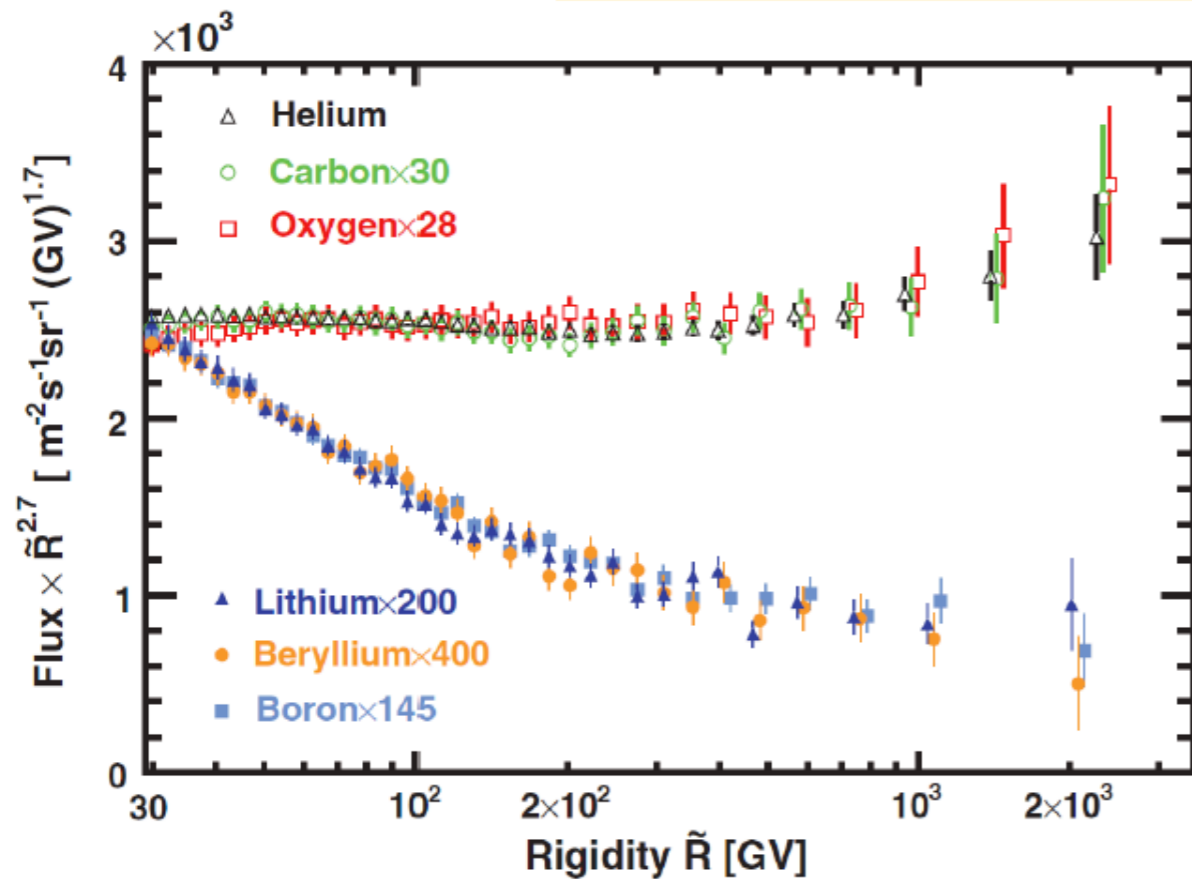 ×10³
4
3
2
1
0
Flux × R̃²·⁷ [ m⁻²s⁻¹sr⁻¹ (GV)¹·⁷]
Helium
Carbon×30
Oxygen×28
Lithium×200
Beryllium×400
Boron×145
30 10² 2×10² 10³ 2×10³
Rigidity R̃ [GV]